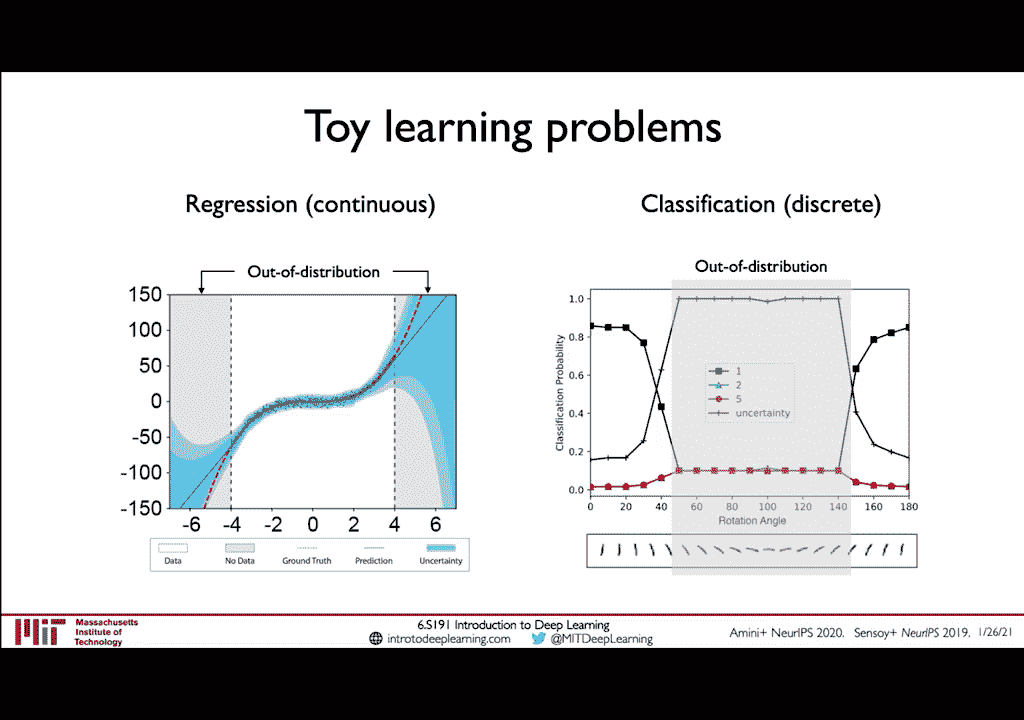 Toy learning problems
Regression (continuous)
Out-of-distribution
150
100
50
0
-50
-100
-150
-6 -4 -2 0 2 4 6
Data No Data Ground Truth Prediction Uncertainty
Classification (discrete)
Out-of-distribution
Classification Probability
1.0
0.8
0.6
0.4
0.2
0.0
1
2
5
uncertainty
0 20 40 60 80 100 120 140 160 180
Rotation Angle
MIT
Massachusetts
Institute of
Technology
6.S191 Introduction to Deep Learning
introtodeeplearning.com @MITDeepLearning
Amini+ NeurIPS 2020. Sensoy+ NeurIPS 2019. 1/26/21